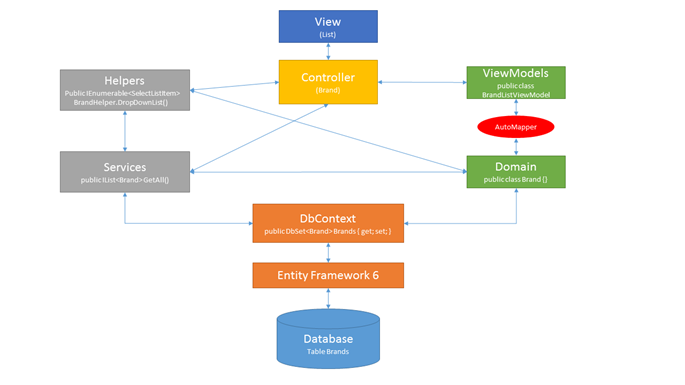 View
(List)
Controller
(Brand)
Helpers
Public IEnumerable<SelectListItem>
BrandHelper.DropDownList()
ViewModels
public class
BrandListViewModel
AutoMapper
Services
public IList<Brand> GetAll()
Domain
public class Brand {}
DbContext
public DbSet<Brand> Brands { get; set; }
Entity Framework 6
Database
Table Brands